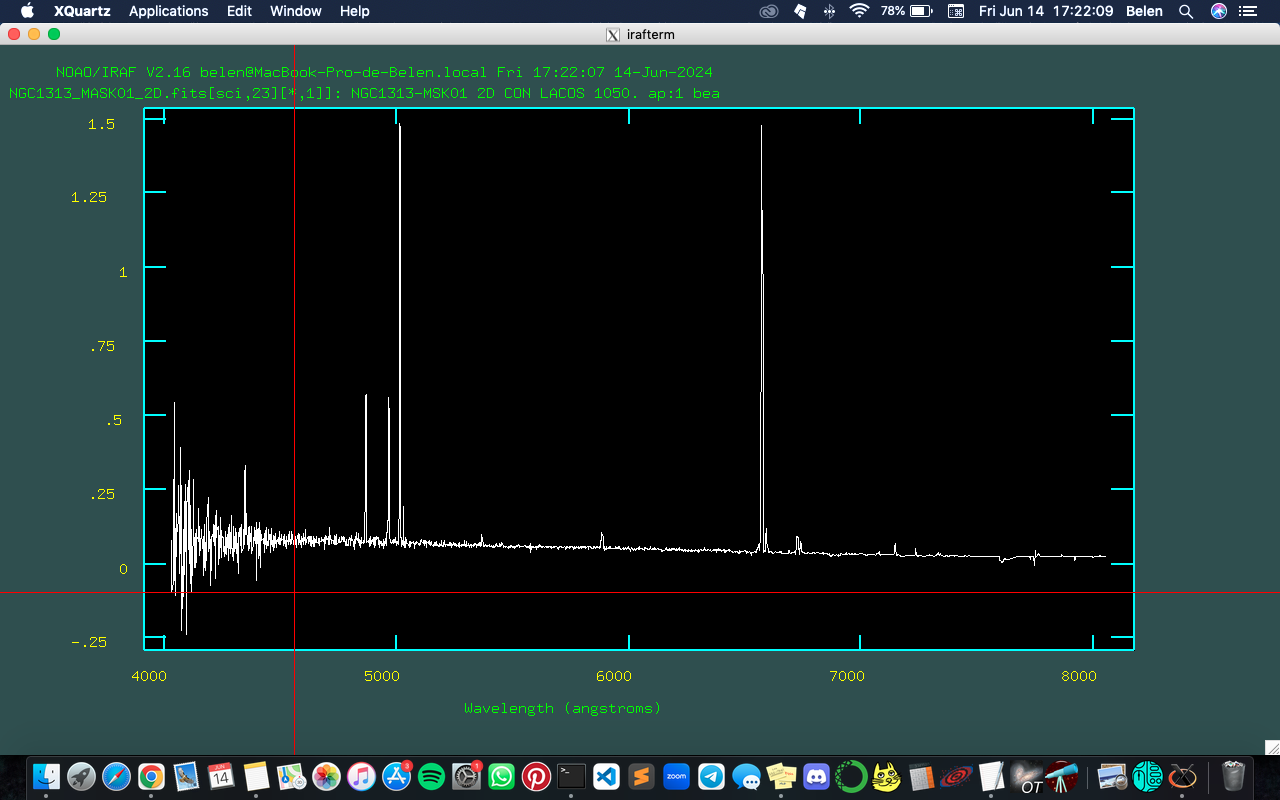 XQuartz Applications Edit Window Help 78% Fri Jun 14 17:22:09 Belen
X irafterm
NOAO/IRAF V2.16 belen@MacBook-Pro-de-Belen.local Fri 17:22:07 14-Jun-2024
NGC1313_MASK01_2D.fits[sci,23][*,1]]: NGC1313-MSK01 2D CON LACOS 1050. ap:1 bea
1.5
1.25
1
.75
.5
.25
0
-.25
4000 5000 6000 7000 8000
Wavelength (angstroms)
JUN
14
3
1
zoom
OT